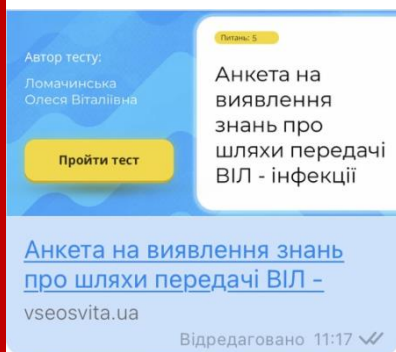 Автор тесту:
Ломачинська
Олеся Віталіївна
Пройти тест
Питань: 5
Анкета на
виявлення
знань про
шляхи передачі
ВІЛ - інфекції
Анкета на виявлення знань
про шляхи передачі ВІЛ -
vseosvita.ua
Відредаговано 11:17